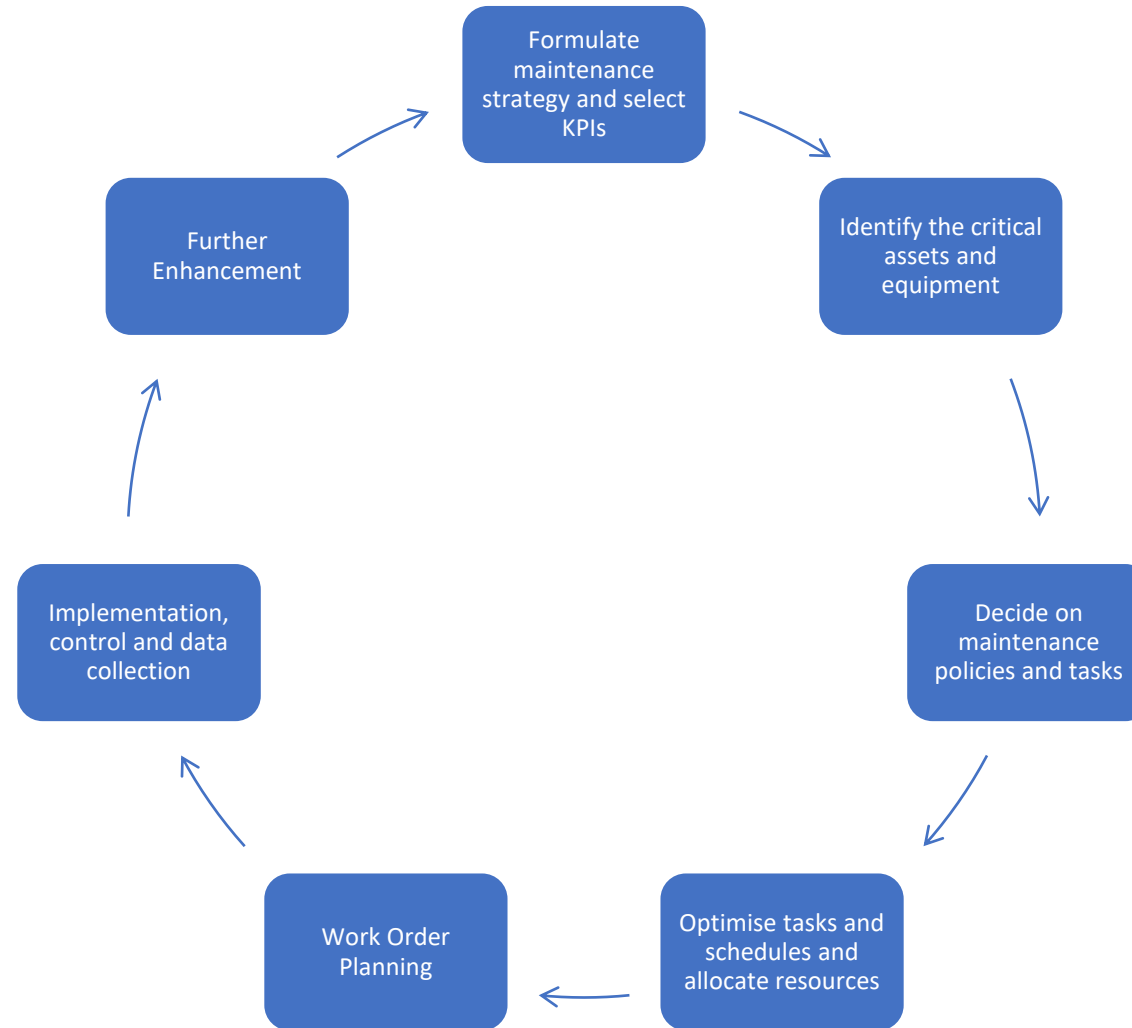 Formulate
maintenance
strategy and select
KPIs
Identify the critical
assets and
equipment
Decide on
maintenance
policies and tasks
Optimise tasks and
schedules and
allocate resources
Work Order
Planning
Implementation,
control and data
collection
Further
Enhancement